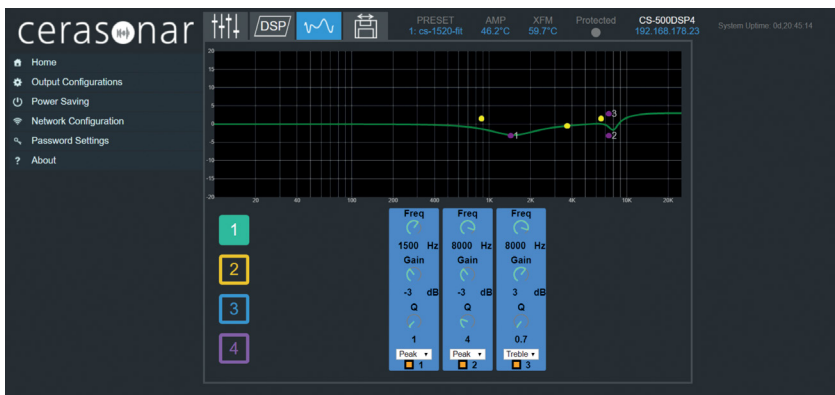 cerasonar
DSP
PRESET AMP XFM Protected CS-500DSP4
1: cs-1520-fit 46.2°C 59.7°C 192.168.178.23
System Uptime: 0d,20:45:14
Home
Output Configurations
Power Saving
Network Configuration
Password Settings
? About
20
15
10
5
0
-5
-10
-15
-20
1
2
3
20 40 100 200 400 1K 2K 4K 10K 20K
1
2
3
4
Freq Freq Freq
1500 Hz 8000 Hz 8000 Hz
Gain Gain Gain
-3 dB -3 dB 3 dB
Q Q Q
1 4 0.7
Peak Peak Treble
1 2 3